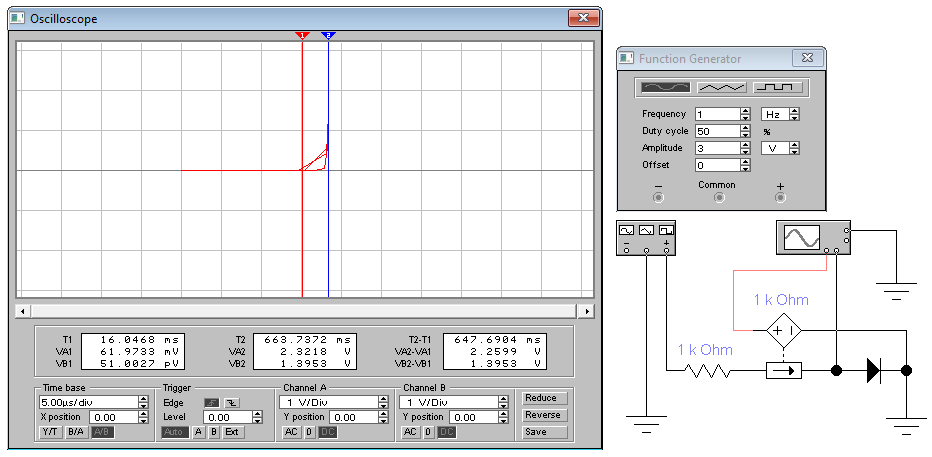 Oscilloscope
1 2
T1 16.0468 ms
VA1 61.9733 mV
VB1 51.0027 pV
T2 663.7372 ms
VA2 2.3218 V
VB2 1.3953 V
T2-T1 647.6904 ms
VA2-VA1 2.2599 V
VB2-VB1 1.3953 V
Time base
5.00µs/div
X position 0.00
Y/T B/A A/B
Trigger
Edge
Level 0.00
Auto A B Ext
Channel A
1 V/Div
Y position 0.00
AC 0 DC
Channel B
1 V/Div
Y position 0.00
AC 0 DC
Reduce
Reverse
Save
Function Generator
Frequency 1 Hz
Duty cycle 50 %
Amplitude 3 V
Offset 0
− Common +
− +
1 k Ohm
+ −
1 k Ohm